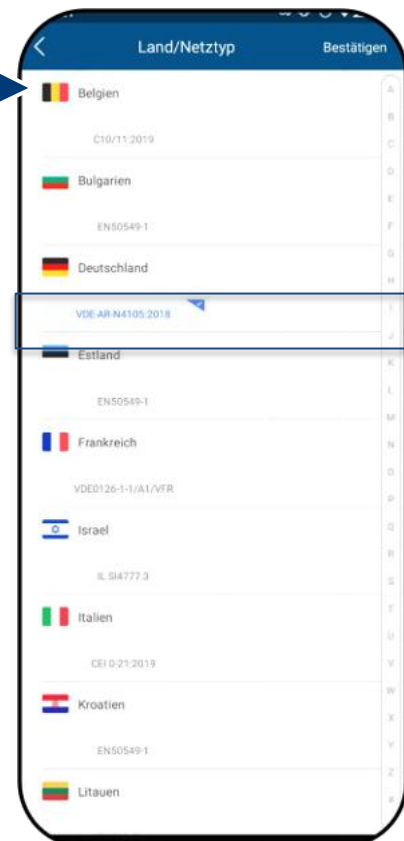 Land/Netztyp
Bestätigen
Belgien
C10/11:2019
Bulgarien
EN50549-1
Deutschland
VDE-AR-N4105:2018
Estland
EN50549-1
Frankreich
VDE0126-1-1/A1/VFR
Israel
IL SI4777.3
Italien
CEI 0-21:2019
Kroatien
EN50549-1
Litauen
A
B
C
D
E
F
G
H
I
J
K
L
M
N
O
P
Q
R
S
T
U
V
W
X
Y
Z
#